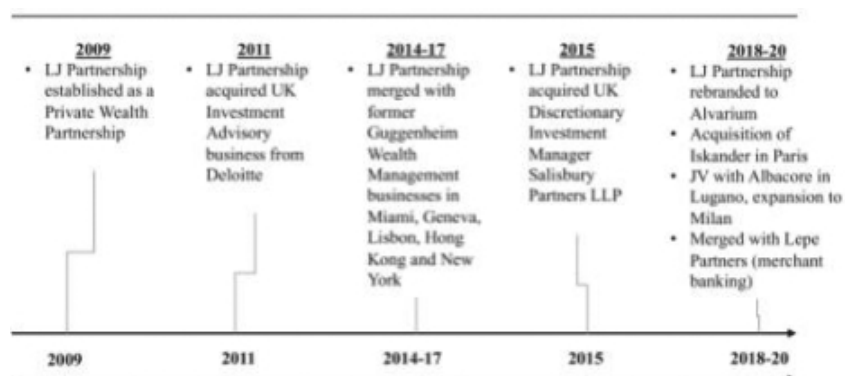 2009
• LJ Partnership
established as a
Private Wealth
Partnership
2011
• LJ Partnership
acquired UK
Investment
Advisory
business from
Deloitte
2014-17
• LJ Partnership
merged with
former
Guggenheim
Wealth
Management
businesses in
Miami, Geneva,
Lisbon, Hong
Kong and New
York
2015
• LJ Partnership
acquired UK
Discretionary
Investment
Manager
Salisbury
Partners LLP
2018-20
• LJ Partnership
rebranded to
Alvarium
• Acquisition of
Iskander in Paris
• JV with Albacore in
Lugano, expansion to
Milan
• Merged with Lepe
Partners (merchant
banking)
2009
2011
2014-17
2015
2018-20